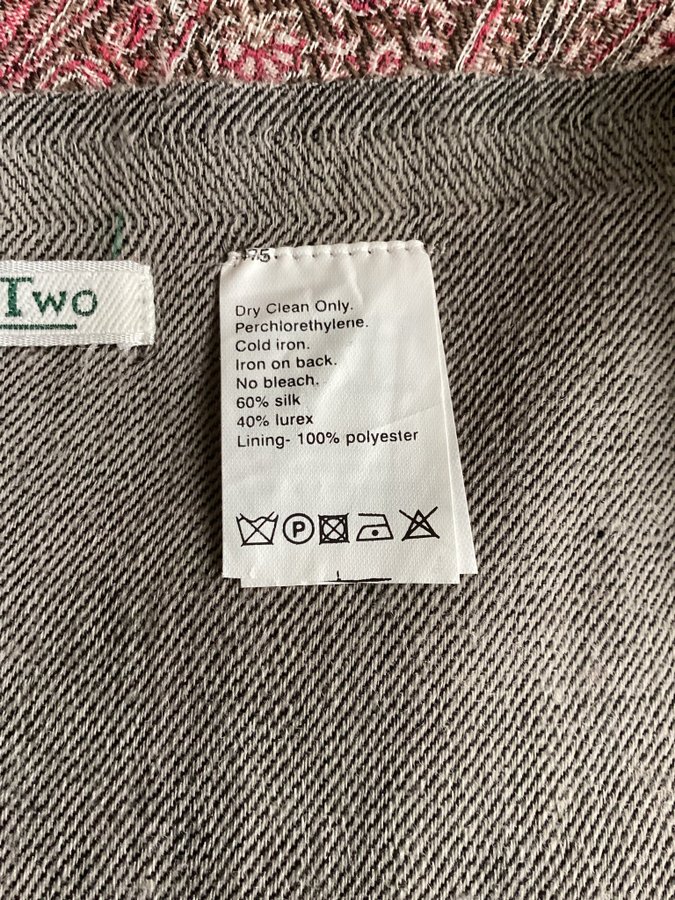 Two
75.
Dry Clean Only.
Perchlorethylene.
Cold iron.
Iron on back.
No bleach.
60% silk
40% lurex
Lining- 100% polyester
P